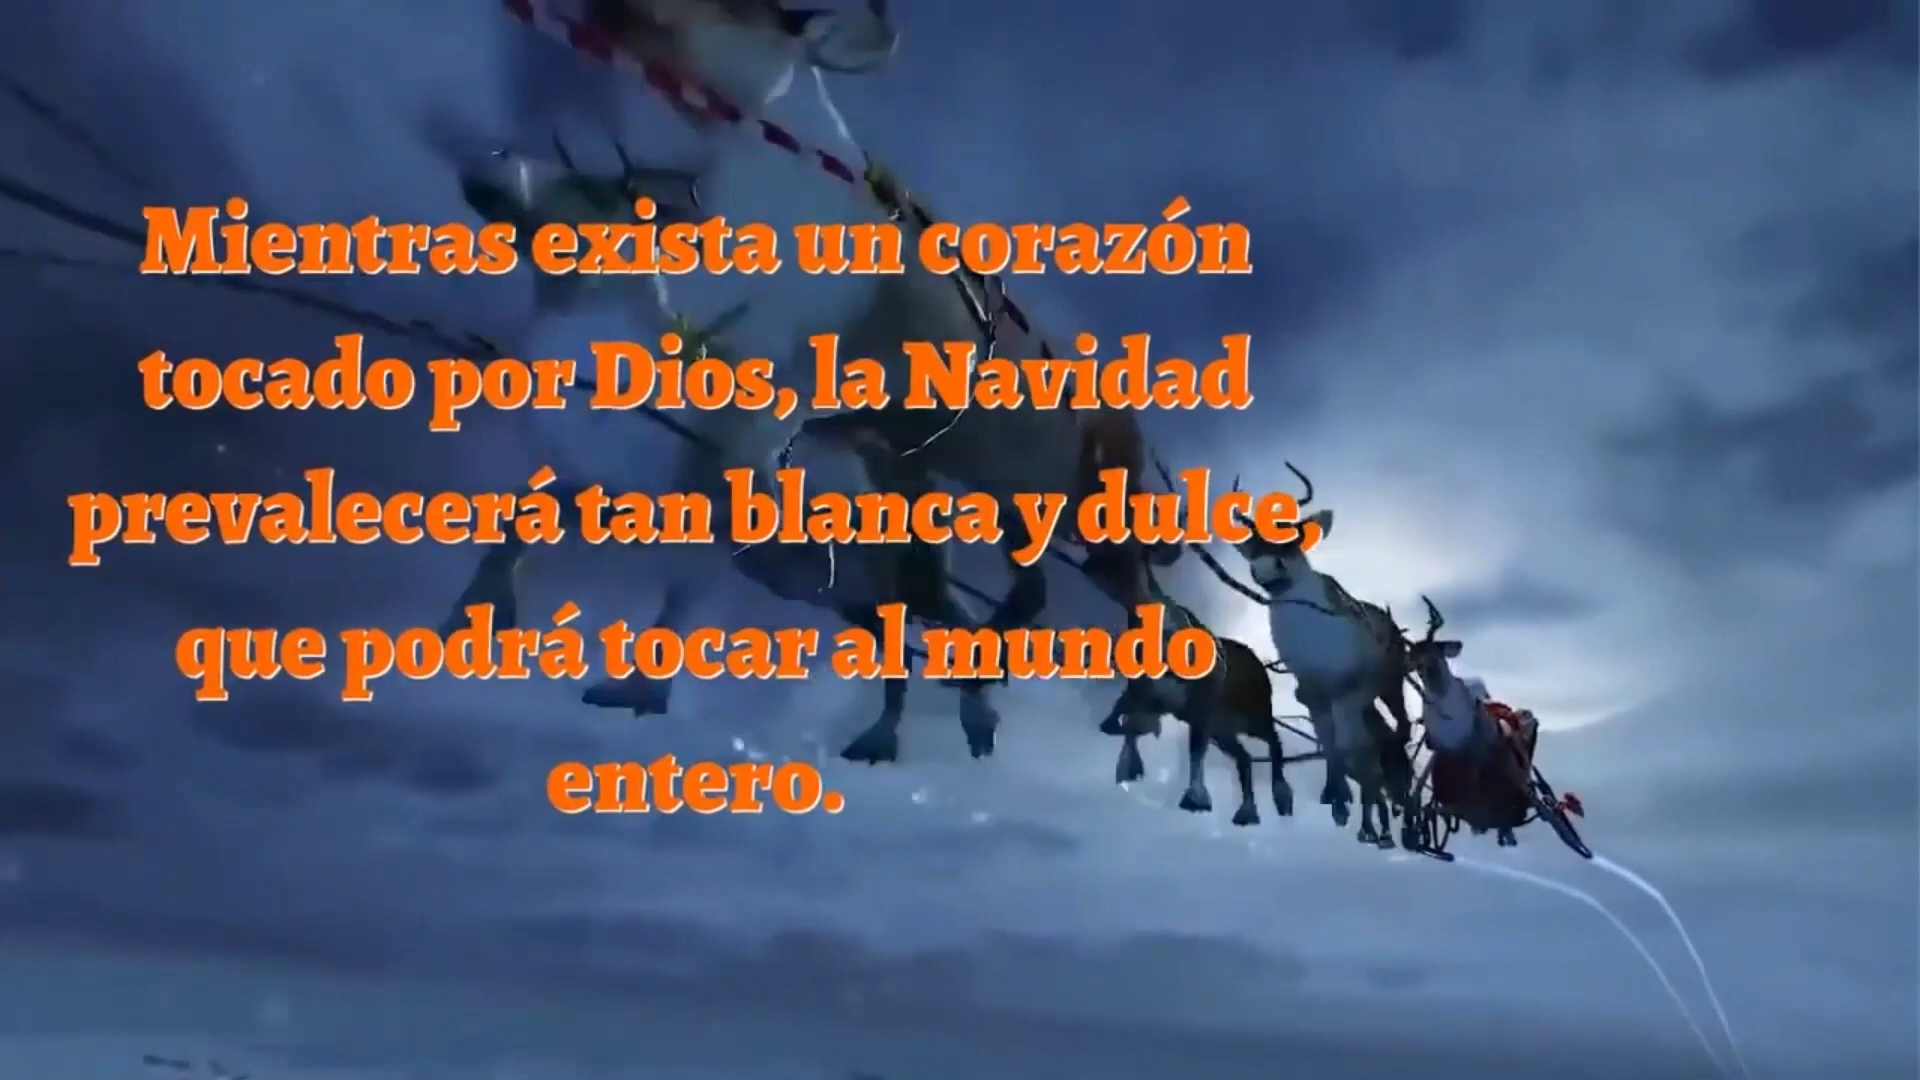 Mientras exista un corazón
tocado por Dios, la Navidad
prevalecerá tan blanca y dulce,
que podrá tocar al mundo
entero.